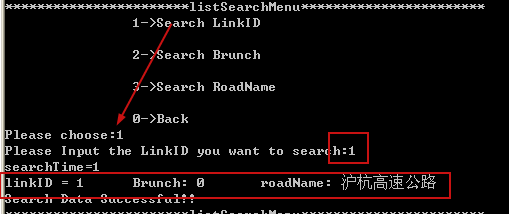 *********************listSearchMenu*********************
1->Search LinkID
2->Search Brunch
3->Search RoadName
0->Back
Please choose:1
Please Input the LinkID you want to search:1
searchTime=1
linkID = 1 Brunch: 0 roadName: 沪杭高速公路
Search Data Successful!!
*********************listSearchMenu*********************